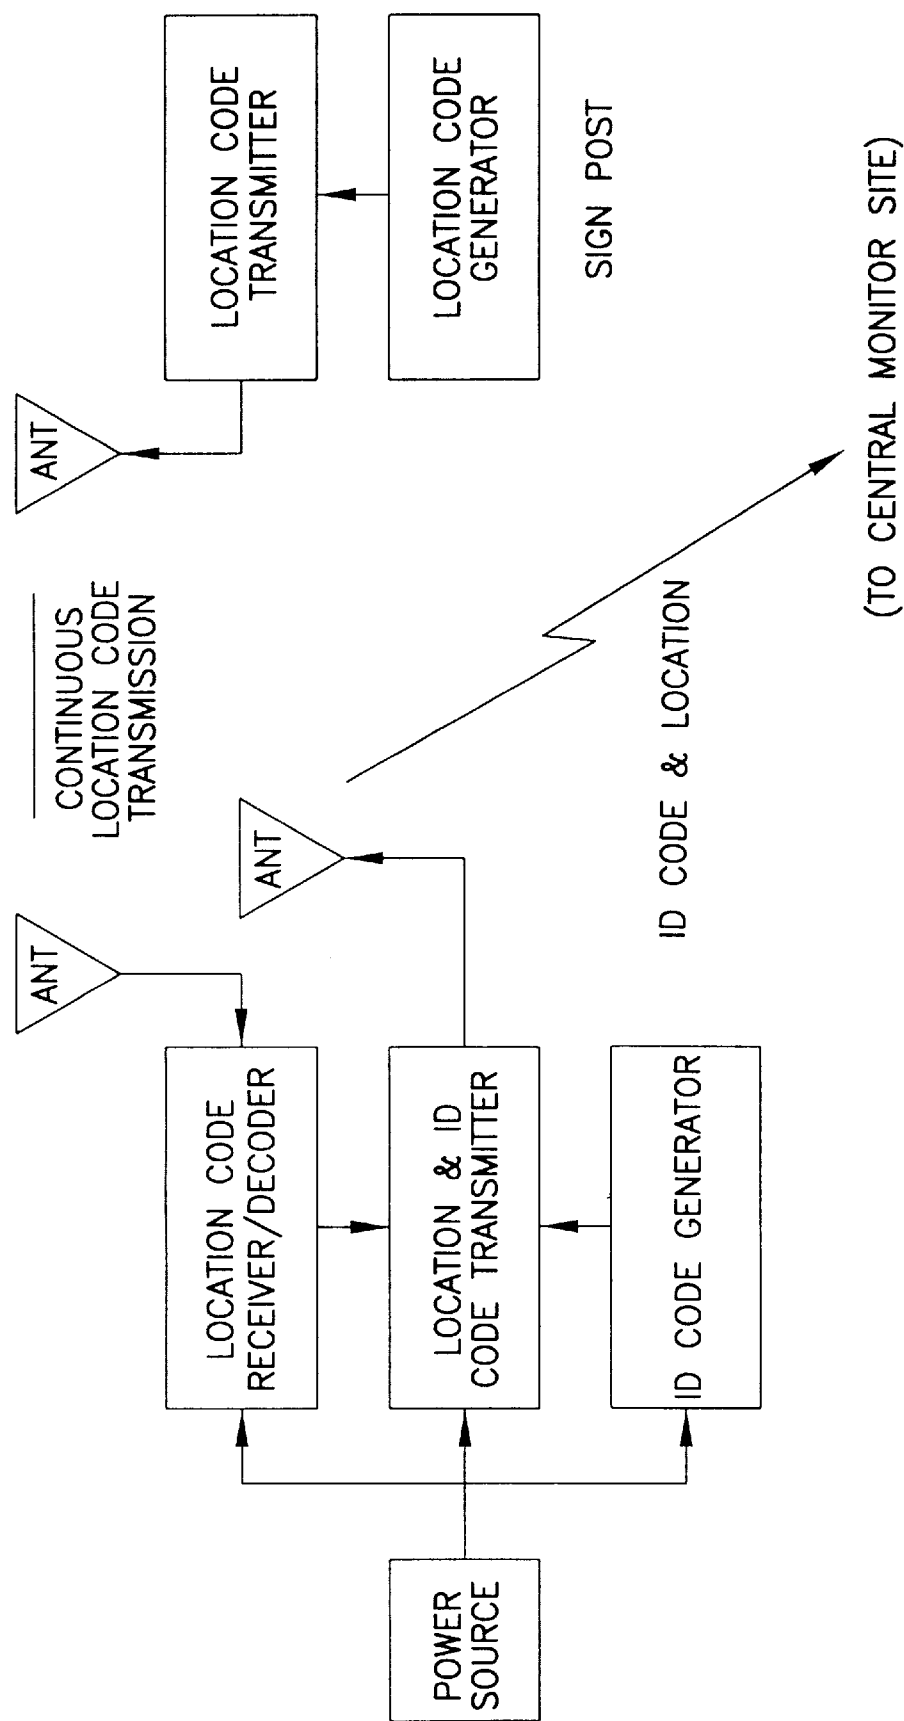 ANT
CONTINUOUS
LOCATION CODE
TRANSMISSION
ANT
LOCATION CODE
RECEIVER/DECODER
ANT
LOCATION CODE
TRANSMITTER
POWER
SOURCE
LOCATION & ID
CODE TRANSMITTER
LOCATION CODE
GENERATOR
ID CODE GENERATOR
ID CODE & LOCATION
SIGN POST
(TO CENTRAL MONITOR SITE)